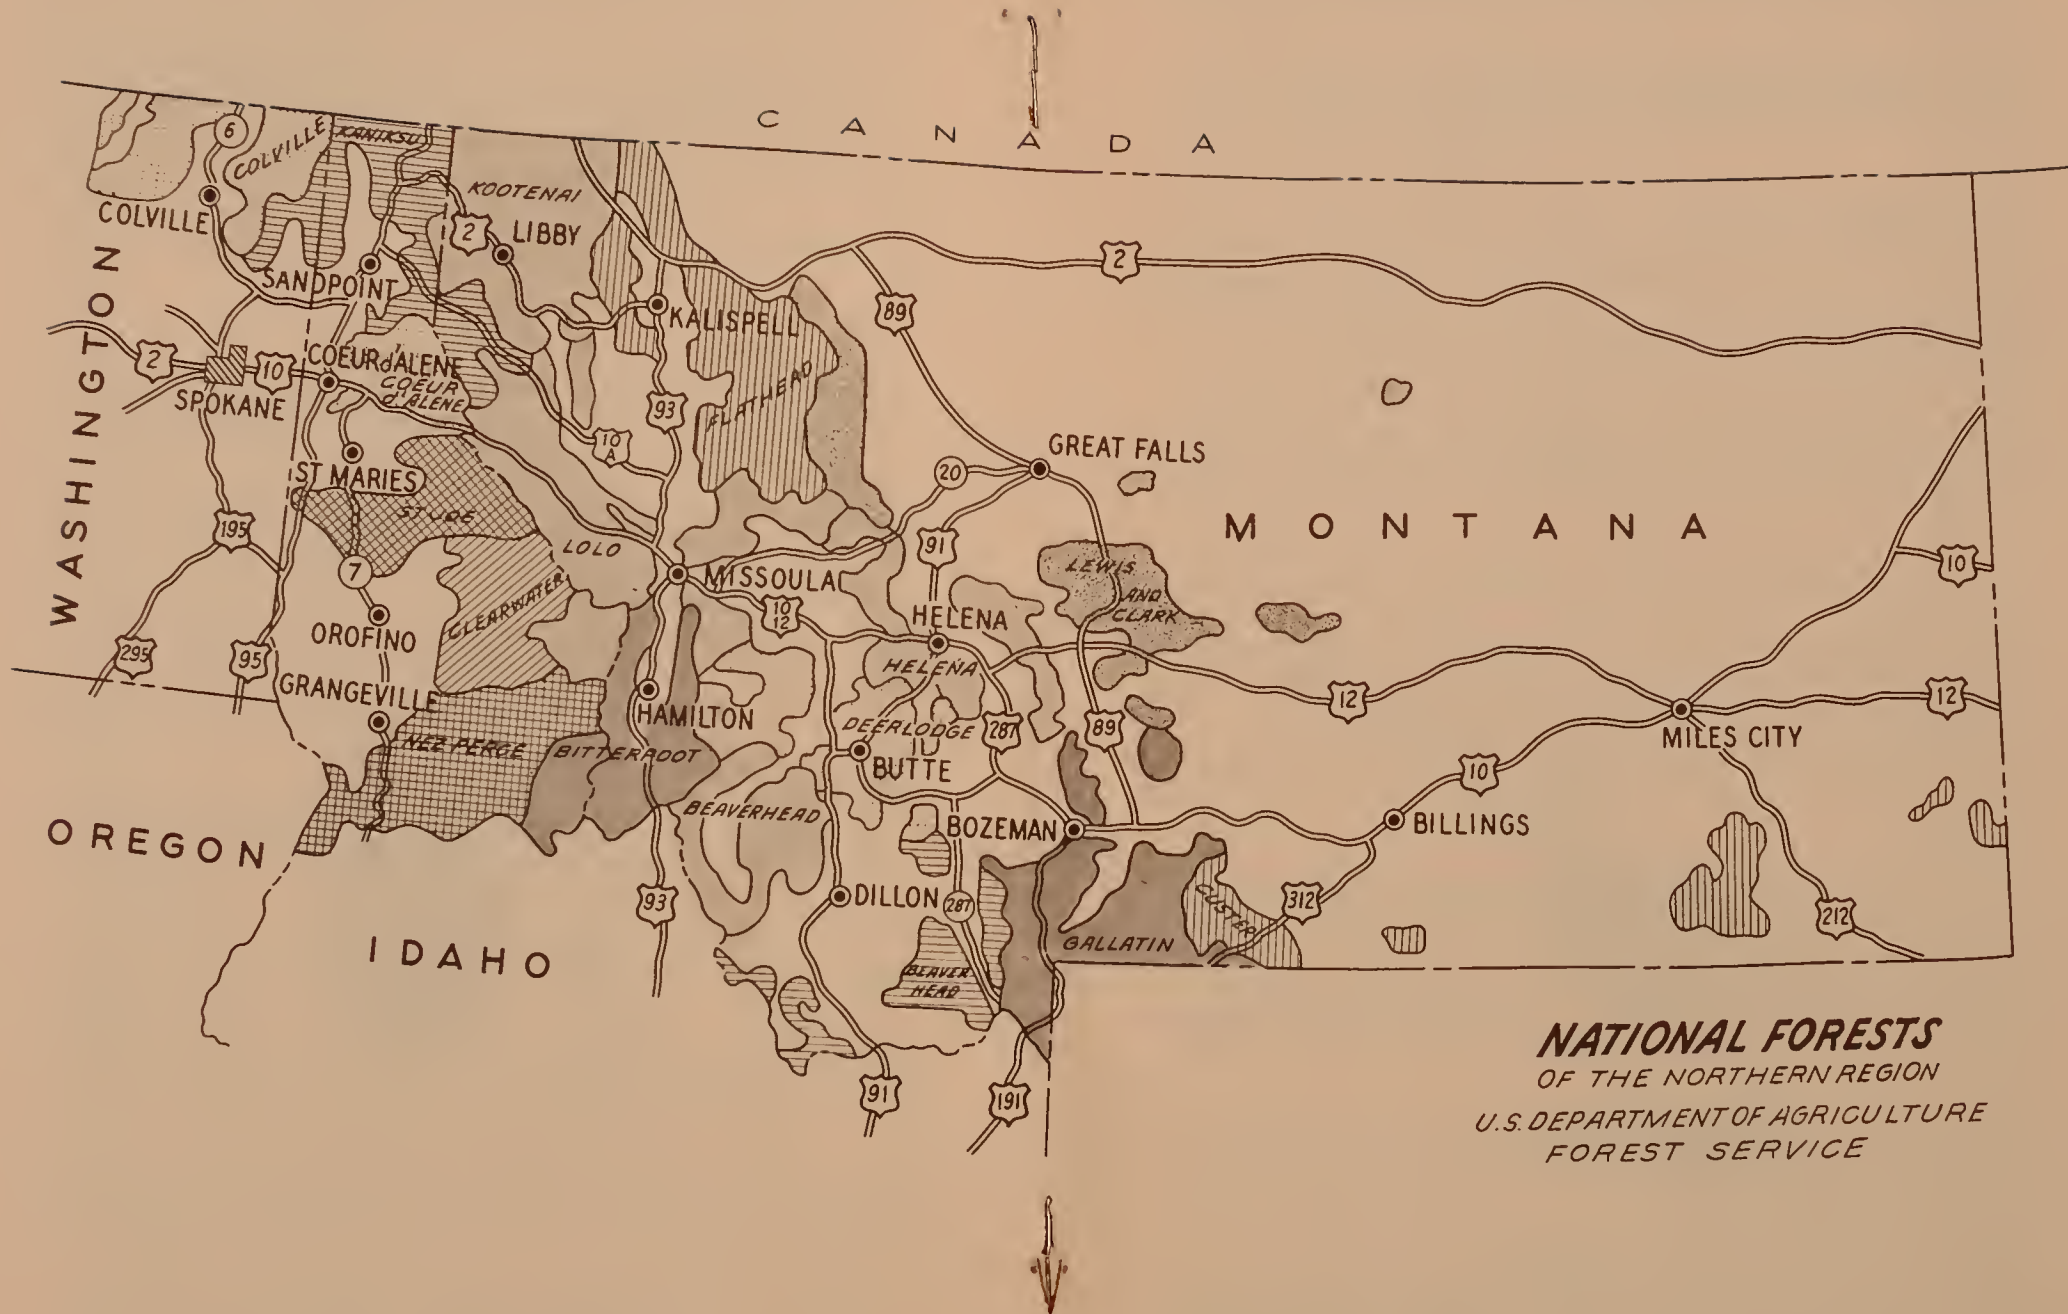 CANADA
6
COLVILLE
KANIKSU
KOOTENAI
COLVILLE
2
LIBBY
SANDPOINT
2
89
KALISPELL
WASHINGTON
2
10
COEUR d'ALENE
COEUR
d'ALENE
SPOKANE
FLATHEAD
93
10
A
GREAT FALLS
20
ST MARIES
ST JOE
195
91
MONTANA
LOLO
7
MISSOULA
LEWIS
AND
CLARK
10
CLEARWATER
10
12
HELENA
OROFINO
295
95
HELENA
GRANGEVILLE
HAMILTON
12
12
DEERLODGE
287
89
MILES CITY
NEZ PERCE
BITTERROOT
BUTTE
10
BEAVERHEAD
BOZEMAN
BILLINGS
OREGON
93
DILLON
287
CUSTER
312
212
IDAHO
GALLATIN
BEAVER
HEAD
91
191
NATIONAL FORESTS
OF THE NORTHERN REGION
U.S. DEPARTMENT OF AGRICULTURE
FOREST SERVICE